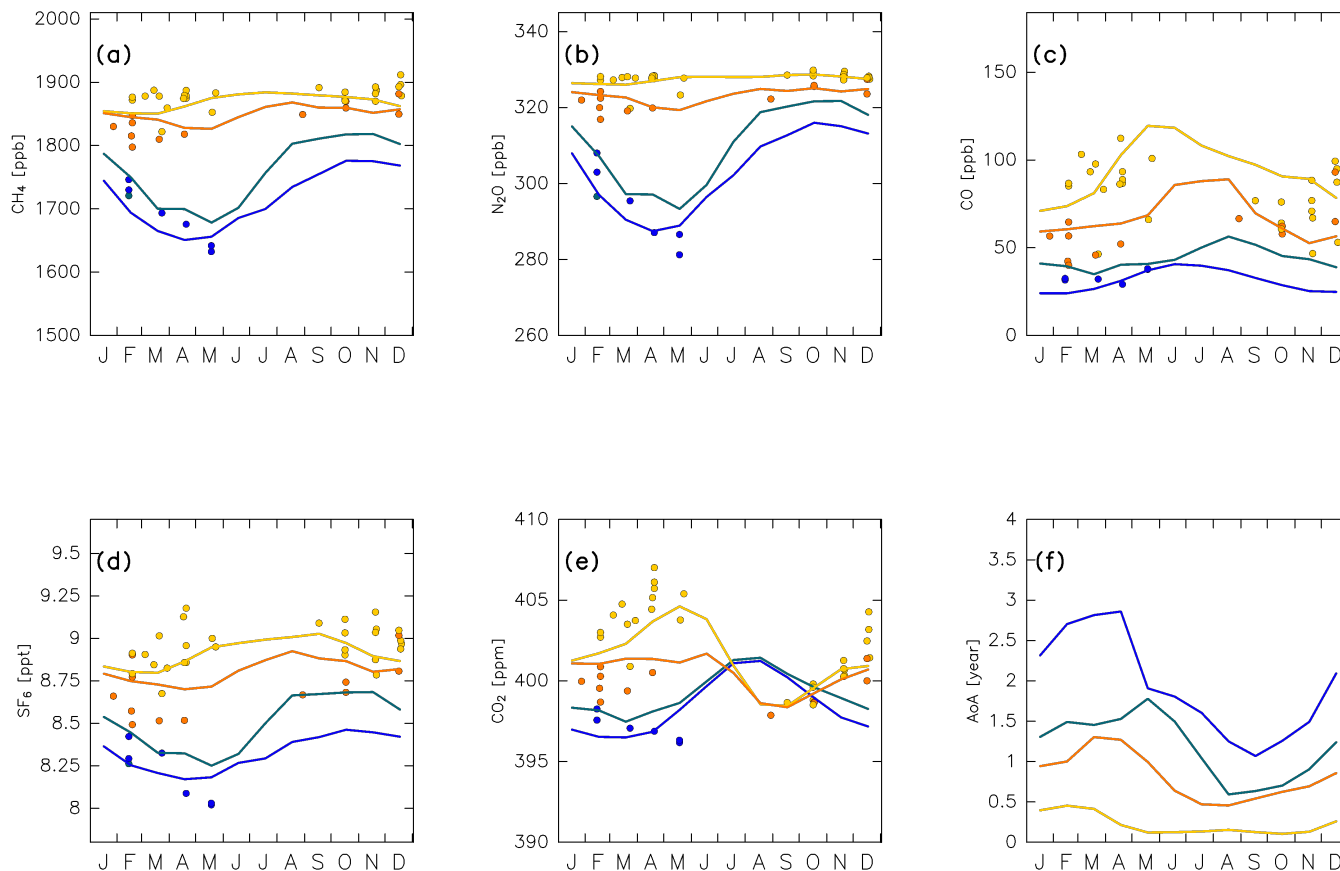 (a)
CH4 [ppb]
2000
1900
1800
1700
1600
1500
J F M A M J J A S O N D
(b)
N2O [ppb]
340
320
300
280
260
J F M A M J J A S O N D
(c)
CO [ppb]
150
100
50
0
J F M A M J J A S O N D
(d)
SF6 [ppt]
9.5
9.25
9
8.75
8.5
8.25
8
J F M A M J J A S O N D
(e)
CO2 [ppm]
410
405
400
395
390
J F M A M J J A S O N D
(f)
AoA [year]
4
3.5
3
2.5
2
1.5
1
0.5
0
J F M A M J J A S O N D